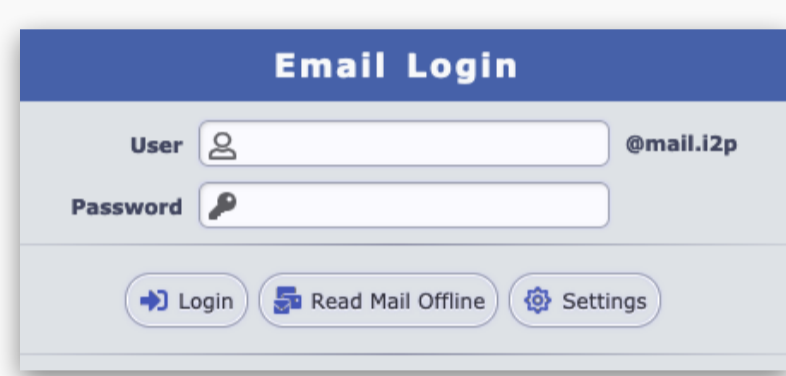 Email Login
User @mail.i2p
Password
Login Read Mail Offline Settings